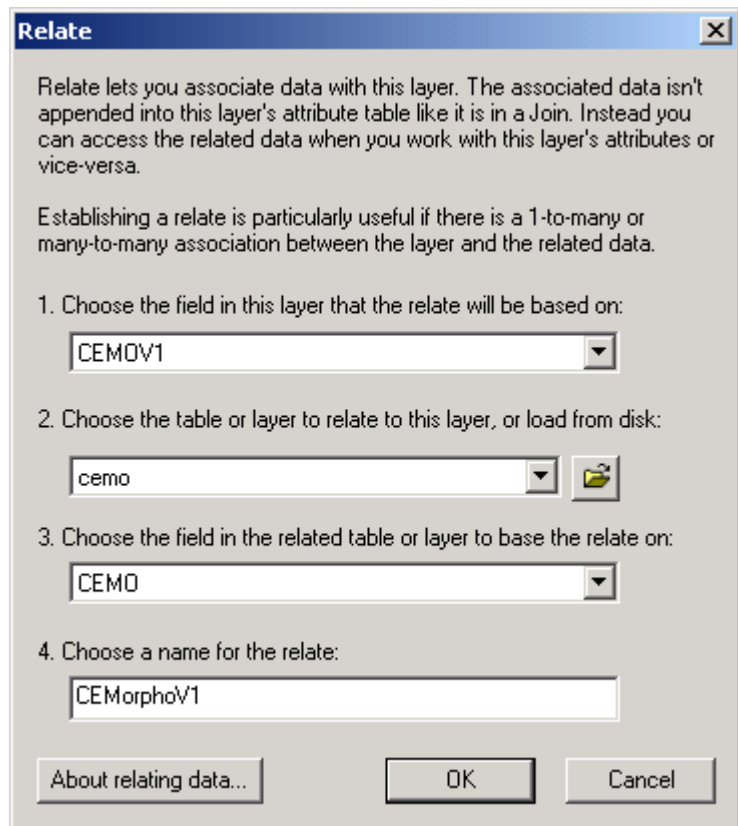 Relate
Relate lets you associate data with this layer. The associated data isn't
appended into this layer's attribute table like it is in a Join. Instead you
can access the related data when you work with this layer's attributes or
vice-versa.
Establishing a relate is particularly useful if there is a 1-to-many or
many-to-many association between the layer and the related data.
1. Choose the field in this layer that the relate will be based on:
CEMOV1
2. Choose the table or layer to relate to this layer, or load from disk:
cemo
3. Choose the field in the related table or layer to base the relate on:
CEMO
4. Choose a name for the relate:
CEMorphoV1
About relating data... OK Cancel